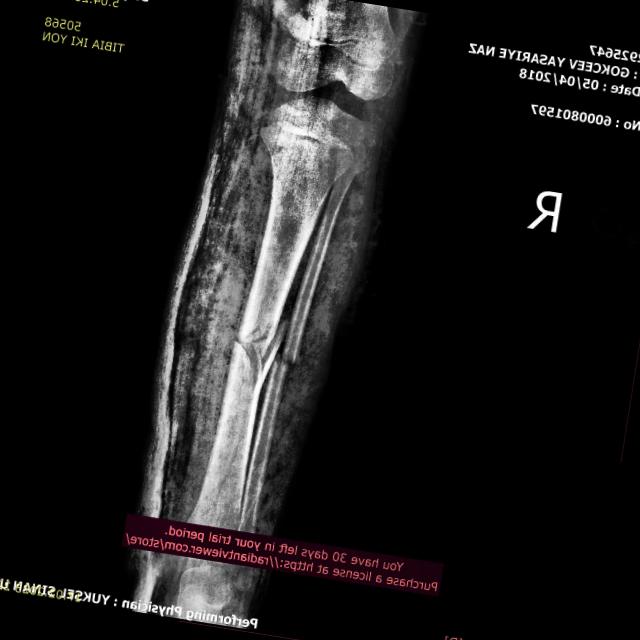 50568
TIBIA IKI YON
2925647
: GOKCEEV YASARIYE NAZ
Date : 05/04/2018
No : 6000801597
R
You have 30 days left in your trial period.
Purchase a license at https://radiantviewer.com/store/
Performing Physician : YUKSEL SINAN